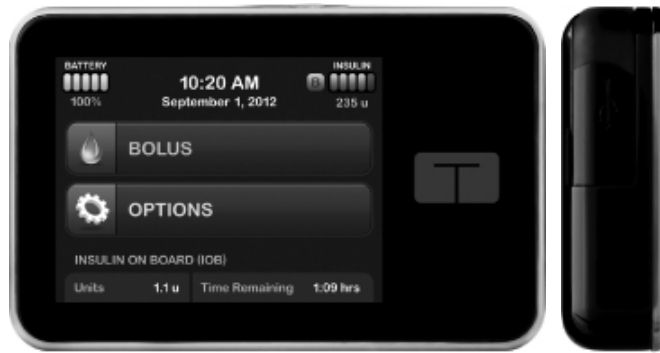 BATTERY
INSULIN
10:20 AM
B
100%
September 1, 2012
235 u
BOLUS
OPTIONS
INSULIN ON BOARD (IOB)
Units 1.1 u Time Remaining 1:09 hrs